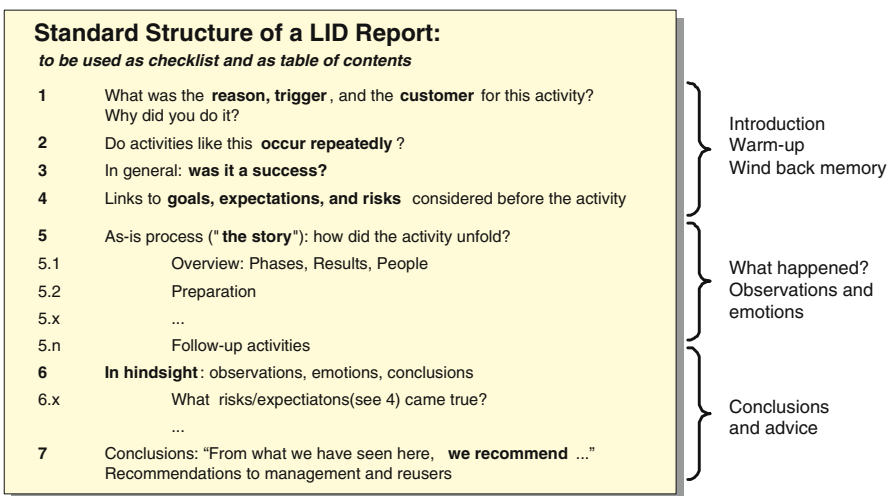 Standard Structure of a LID Report:
to be used as checklist and as table of contents
1 What was the reason, trigger, and the customer for this activity?
Why did you do it?
2 Do activities like this occur repeatedly?
3 In general: was it a success?
4 Links to goals, expectations, and risks considered before the activity
Introduction
Warm-up
Wind back memory
5 As-is process ("the story"): how did the activity unfold?
5.1 Overview: Phases, Results, People
5.2 Preparation
5.x ...
5.n Follow-up activities
What happened?
Observations and
emotions
6 In hindsight: observations, emotions, conclusions
6.x What risks/expectiatons(see 4) came true?
...
7 Conclusions: “From what we have seen here, we recommend ...”
Recommendations to management and reusers
Conclusions
and advice